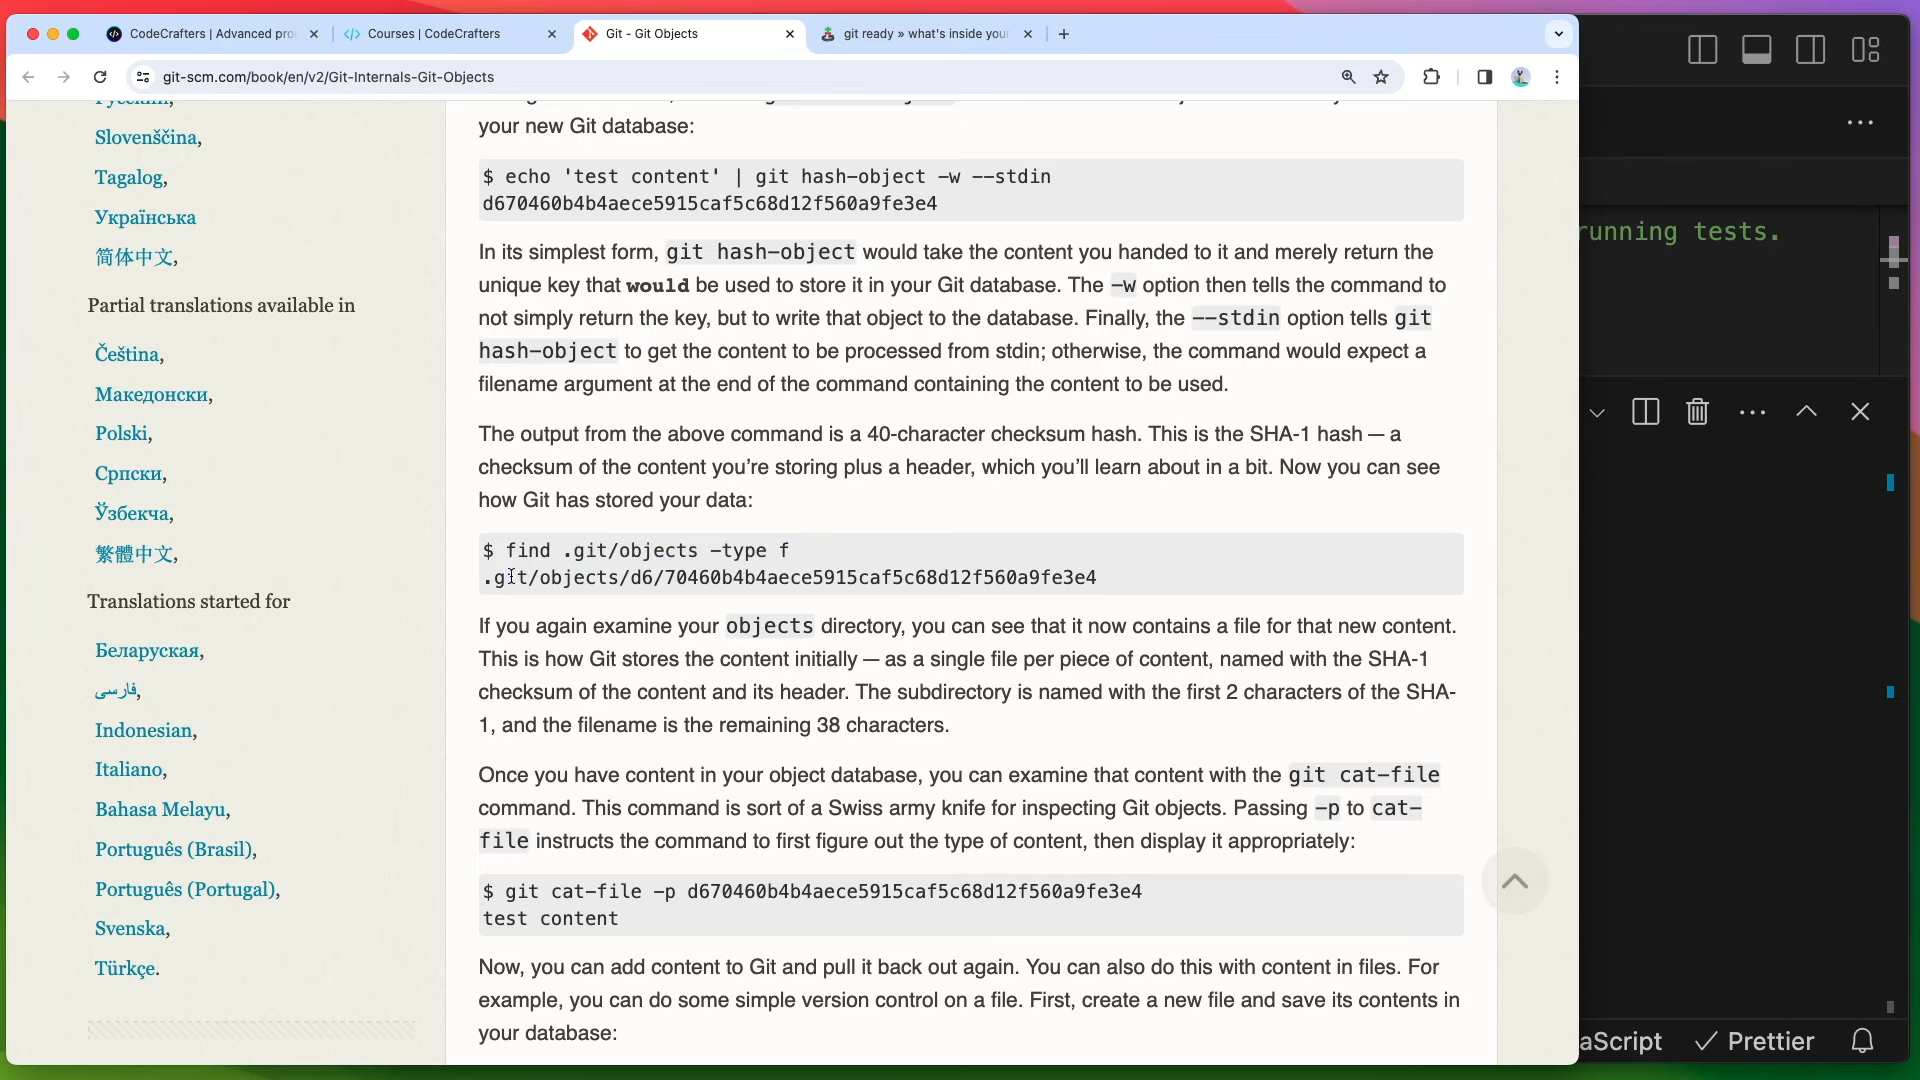 CodeCrafters | Advanced pro
Courses | CodeCrafters
Git - Git Objects
git ready » what's inside your
git-scm.com/book/en/v2/Git-Internals-Git-Objects
Русский,
Slovenščina,
Tagalog,
Українська
简体中文,
Partial translations available in
Čeština,
Македонски,
Polski,
Српски,
Ўзбекча,
繁體中文,
Translations started for
Беларуская,
فارسی,
Indonesian,
Italiano,
Bahasa Melayu,
Português (Brasil),
Português (Portugal),
Svenska,
Türkçe.
your new Git database:
$ echo 'test content' | git hash-object -w --stdin
d670460b4b4aece5915caf5c68d12f560a9fe3e4
In its simplest form, git hash-object would take the content you handed to it and merely return the
unique key that would be used to store it in your Git database. The -w option then tells the command to
not simply return the key, but to write that object to the database. Finally, the --stdin option tells git
hash-object to get the content to be processed from stdin; otherwise, the command would expect a
filename argument at the end of the command containing the content to be used.
The output from the above command is a 40-character checksum hash. This is the SHA-1 hash — a
checksum of the content you’re storing plus a header, which you’ll learn about in a bit. Now you can see
how Git has stored your data:
$ find .git/objects -type f
.git/objects/d6/70460b4b4aece5915caf5c68d12f560a9fe3e4
If you again examine your objects directory, you can see that it now contains a file for that new content.
This is how Git stores the content initially — as a single file per piece of content, named with the SHA-1
checksum of the content and its header. The subdirectory is named with the first 2 characters of the SHA-
1, and the filename is the remaining 38 characters.
Once you have content in your object database, you can examine that content with the git cat-file
command. This command is sort of a Swiss army knife for inspecting Git objects. Passing -p to cat-
file instructs the command to first figure out the type of content, then display it appropriately:
$ git cat-file -p d670460b4b4aece5915caf5c68d12f560a9fe3e4
test content
Now, you can add content to Git and pull it back out again. You can also do this with content in files. For
example, you can do some simple version control on a file. First, create a new file and save its contents in
your database:
running tests.
aScript
Prettier